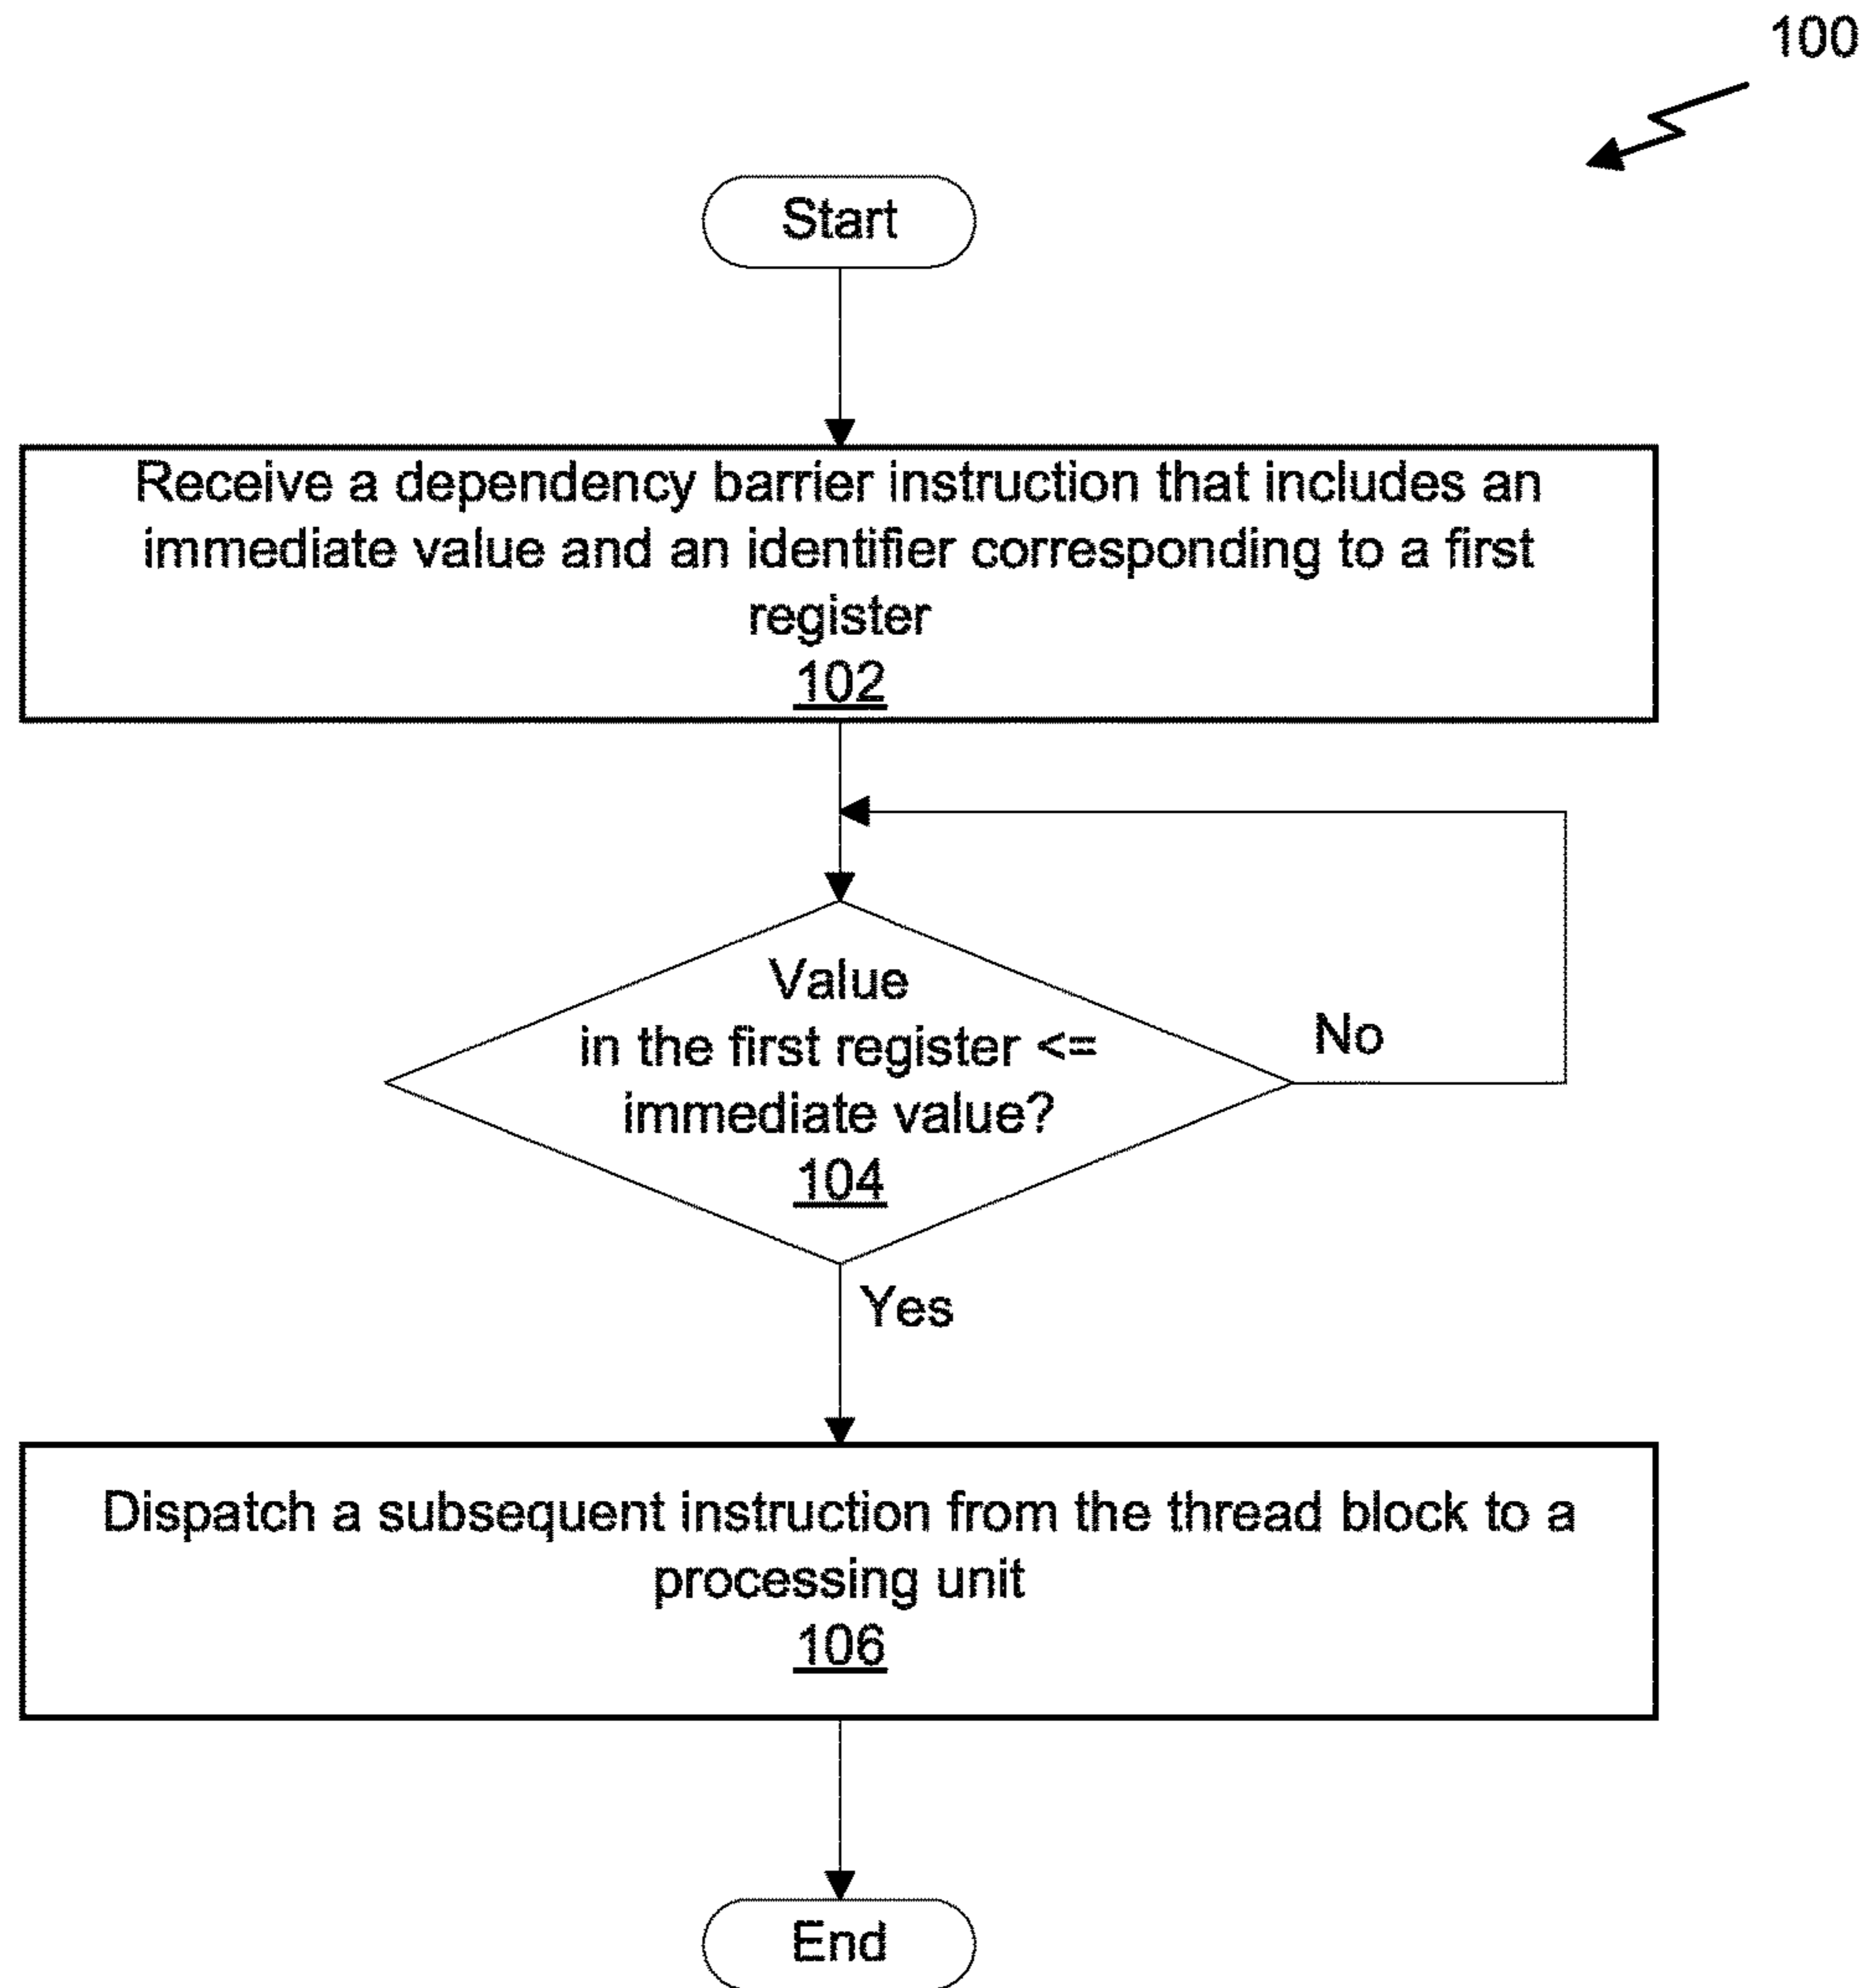 100
Start
Receive a dependency barrier instruction that includes an
immediate value and an identifier corresponding to a first
register
102
Value
in the first register <=
immediate value?
104
No
Yes
Dispatch a subsequent instruction from the thread block to a
processing unit
106
End